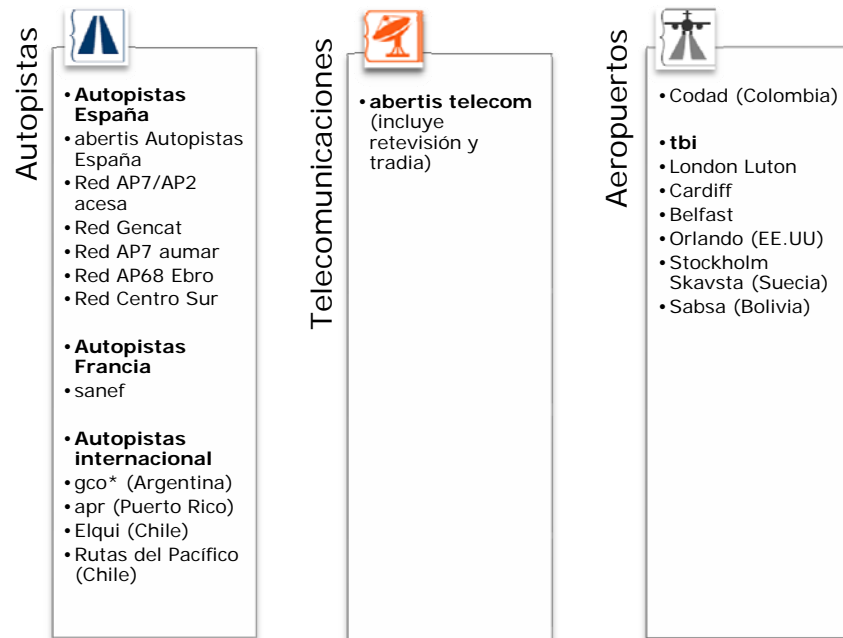 Autopistas
• Autopistas
España
• abertis Autopistas
España
• Red AP7/AP2
acesa
• Red Gencat
• Red AP7 aumar
• Red AP68 Ebro
• Red Centro Sur
• Autopistas
Francia
• sanef
• Autopistas
internacional
• gco* (Argentina)
• apr (Puerto Rico)
• Elqui (Chile)
• Rutas del Pacífico
(Chile)
Telecomunicaciones
• abertis telecom
(incluye
retevisión y
tradia)
Aeropuertos
• Codad (Colombia)
• tbi
• London Luton
• Cardiff
• Belfast
• Orlando (EE.UU)
• Stockholm
Skavsta (Suecia)
• Sabsa (Bolivia)